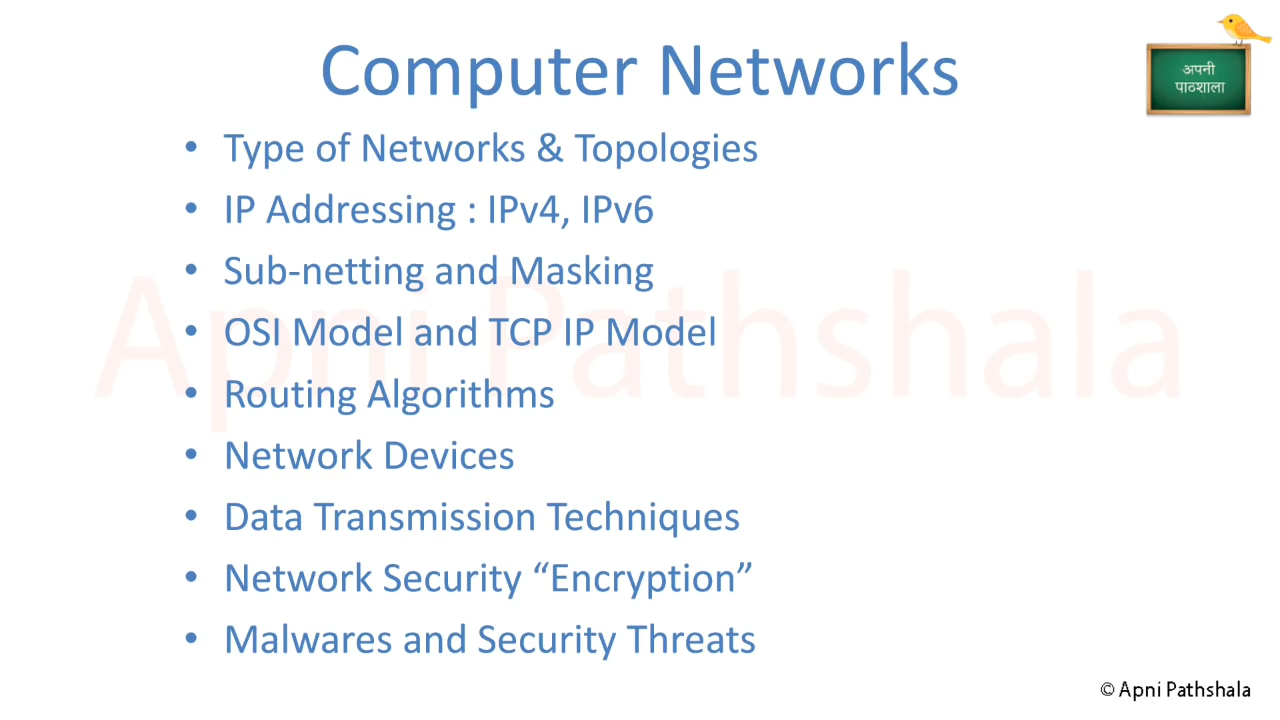 Computer Networks
अपनी
पाठशाला
• Type of Networks & Topologies
• IP Addressing : IPv4, IPv6
• Sub-netting and Masking
• OSI Model and TCP IP Model
• Routing Algorithms
• Network Devices
• Data Transmission Techniques
• Network Security “Encryption”
• Malwares and Security Threats
Apni Pathshala
© Apni Pathshala